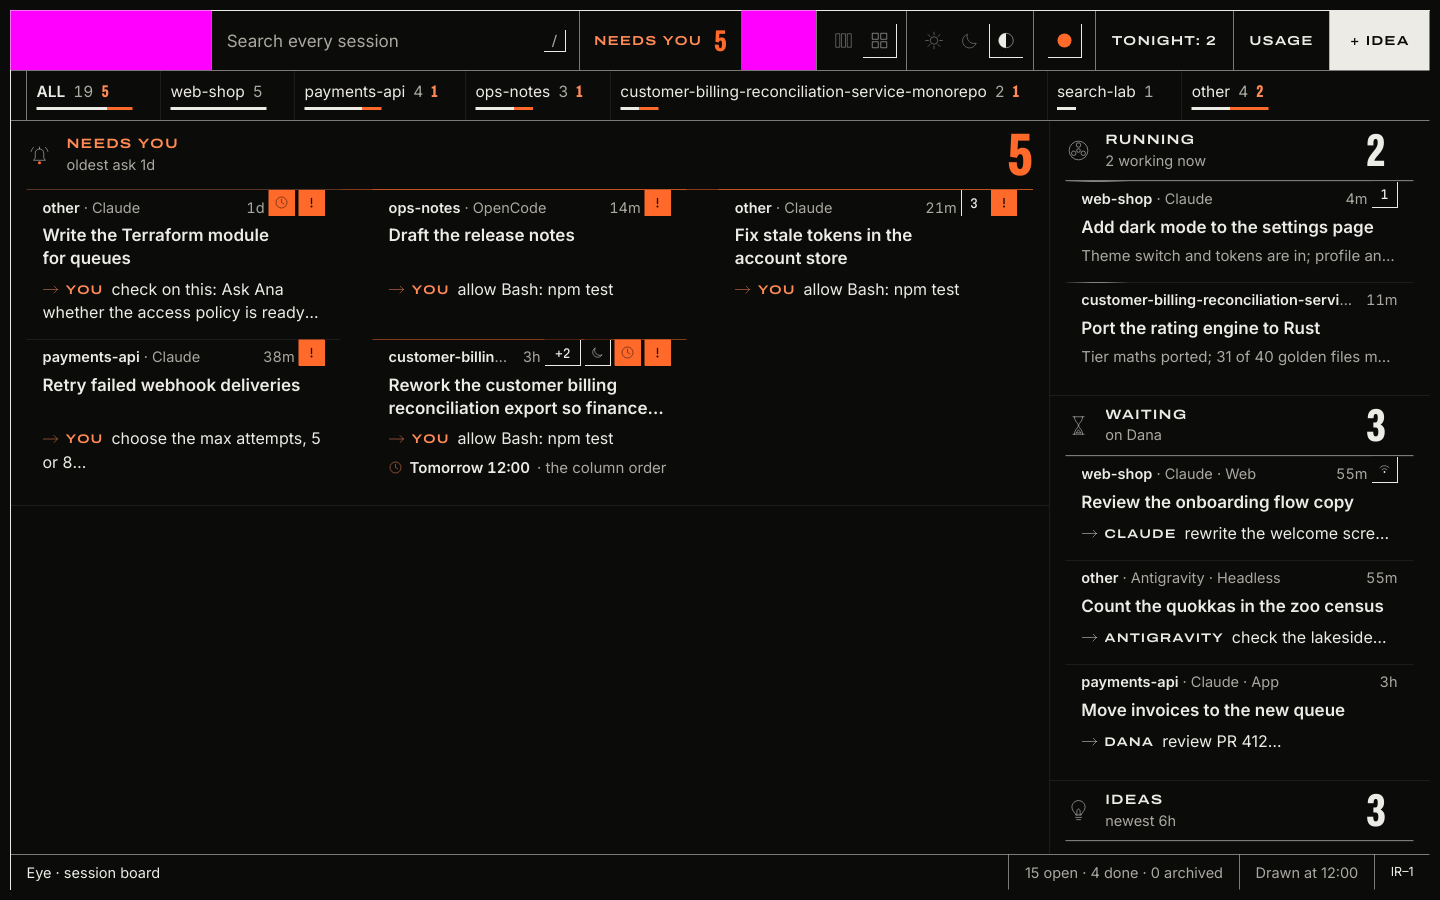 Search every session /
NEEDS YOU 5
TONIGHT: 2
USAGE
+ IDEA
ALL 19 5
web-shop 5
payments-api 4 1
ops-notes 3 1
customer-billing-reconciliation-service-monorepo 2 1
search-lab 1
other 4 2
NEEDS YOU
oldest ask 1d
5
other · Claude 1d !
Write the Terraform module
for queues
→ YOU check on this: Ask Ana
whether the access policy is ready...
ops-notes · OpenCode 14m !
Draft the release notes
→ YOU allow Bash: npm test
other · Claude 21m 3 !
Fix stale tokens in the
account store
→ YOU allow Bash: npm test
payments-api · Claude 38m !
Retry failed webhook deliveries
→ YOU choose the max attempts, 5
or 8...
customer-billin... 3h +2 !
Rework the customer billing
reconciliation export so finance...
→ YOU allow Bash: npm test
Tomorrow 12:00 · the column order
RUNNING
2 working now
2
web-shop · Claude 4m 1
Add dark mode to the settings page
Theme switch and tokens are in; profile an...
customer-billing-reconciliation-servi... 11m
Port the rating engine to Rust
Tier maths ported; 31 of 40 golden files m...
WAITING
on Dana
3
web-shop · Claude · Web 55m
Review the onboarding flow copy
→ CLAUDE rewrite the welcome scre...
other · Antigravity · Headless 55m
Count the quokkas in the zoo census
→ ANTIGRAVITY check the lakeside...
payments-api · Claude · App 3h
Move invoices to the new queue
→ DANA review PR 412...
IDEAS
newest 6h
3
Eye · session board
15 open · 4 done · 0 archived
Drawn at 12:00
IR–1